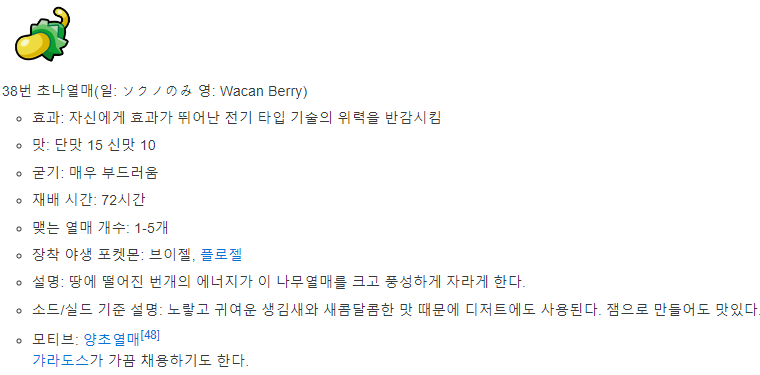 38번 초나열매(일: ソクノのみ 영: Wacan Berry)
효과: 자신에게 효과가 뛰어난 전기 타입 기술의 위력을 반감시킴
맛: 단맛 15 신맛 10
굳기: 매우 부드러움
재배 시간: 72시간
맺는 열매 개수: 1-5개
장착 야생 포켓몬: 브이젤, 플로젤
설명: 땅에 떨어진 번개의 에너지가 이 나무열매를 크고 풍성하게 자라게 한다.
소드/실드 기준 설명: 노랗고 귀여운 생김새와 새콤달콤한 맛 때문에 디저트에도 사용된다. 잼으로 만들어도 맛있다.
모티브: 양초열매[48]
갸라도스가 가끔 채용하기도 한다.